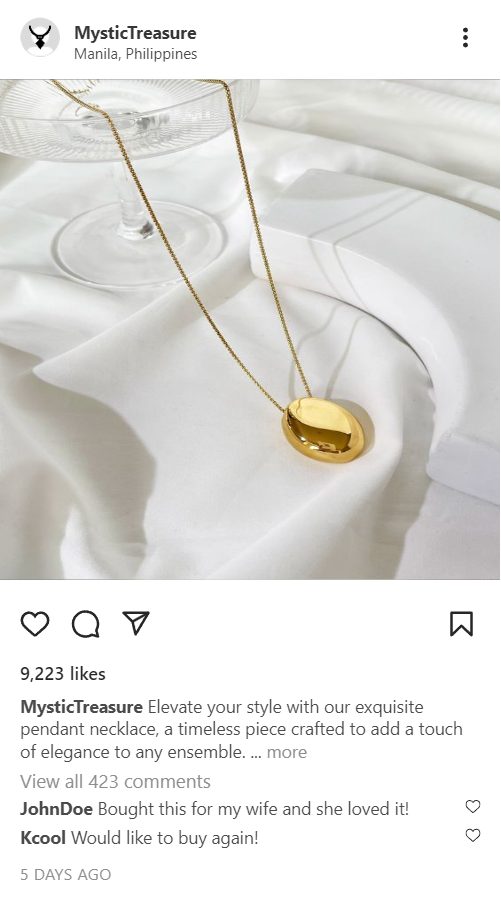 MysticTreasure
Manila, Philippines
9,223 likes
MysticTreasure Elevate your style with our exquisite
pendant necklace, a timeless piece crafted to add a touch
of elegance to any ensemble. ... more
View all 423 comments
JohnDoe Bought this for my wife and she loved it!
Kcool Would like to buy again!
5 DAYS AGO